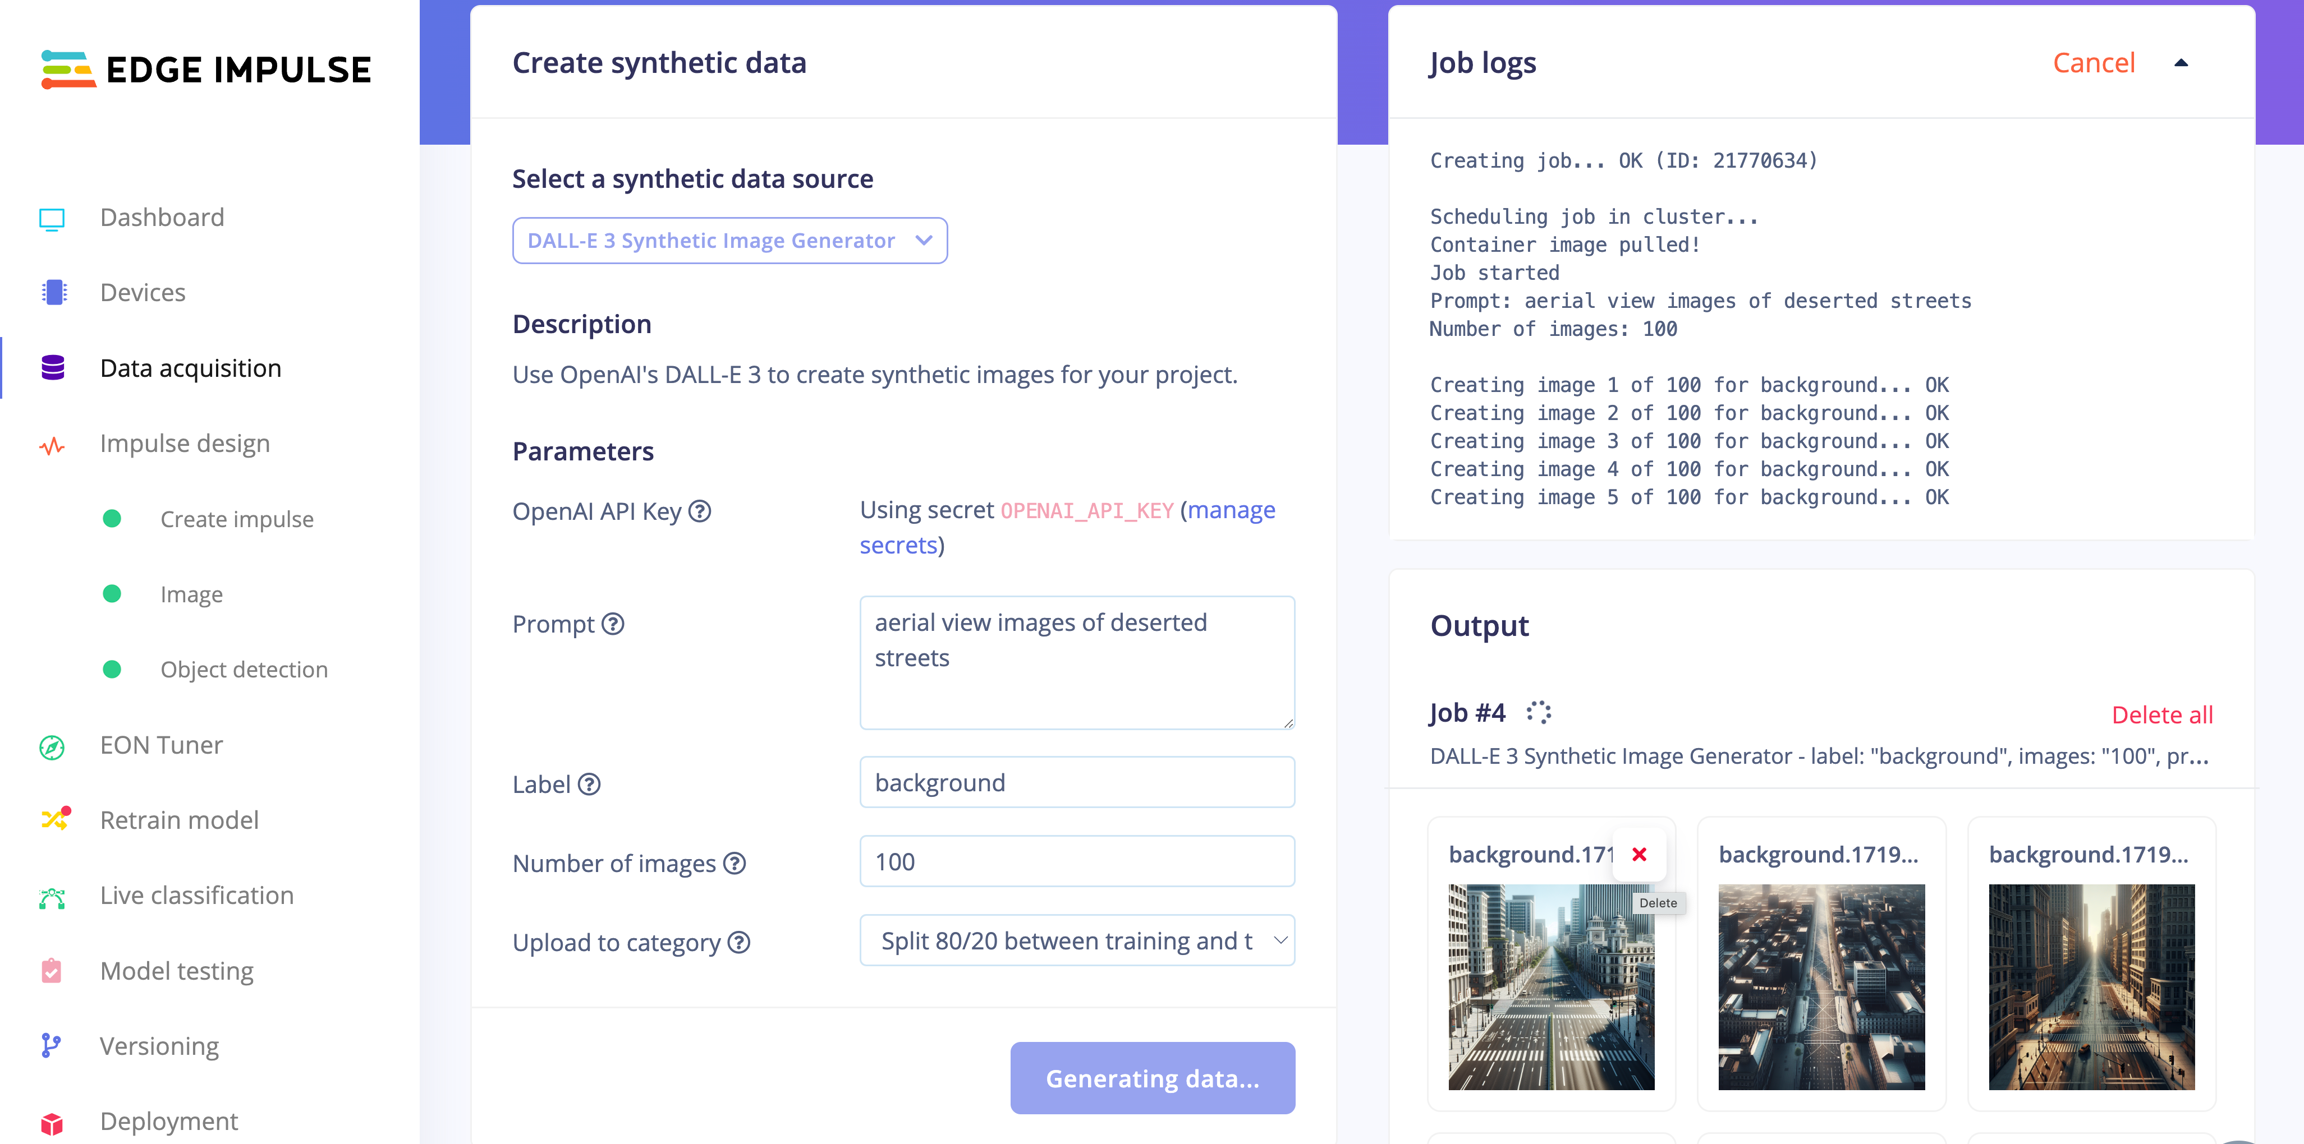 EDGE IMPULSE
Dashboard
Devices
Data acquisition
Impulse design
Create impulse
Image
Object detection
EON Tuner
Retrain model
Live classification
Model testing
Versioning
Deployment
Create synthetic data
Select a synthetic data source
DALL-E 3 Synthetic Image Generator
Description
Use OpenAI's DALL-E 3 to create synthetic images for your project.
Parameters
OpenAI API Key ?
Using secret OPENAI_API_KEY (manage
secrets)
Prompt ?
aerial view images of deserted
streets
Label ?
background
Number of images ?
100
Upload to category ?
Split 80/20 between training and t
Generating data...
Job logs
Cancel
Creating job... OK (ID: 21770634)
Scheduling job in cluster...
Container image pulled!
Job started
Prompt: aerial view images of deserted streets
Number of images: 100
Creating image 1 of 100 for background... OK
Creating image 2 of 100 for background... OK
Creating image 3 of 100 for background... OK
Creating image 4 of 100 for background... OK
Creating image 5 of 100 for background... OK
Output
Job #4
Delete all
DALL-E 3 Synthetic Image Generator - label: "background", images: "100", pr...
background.171
background.1719...
background.1719...
Delete